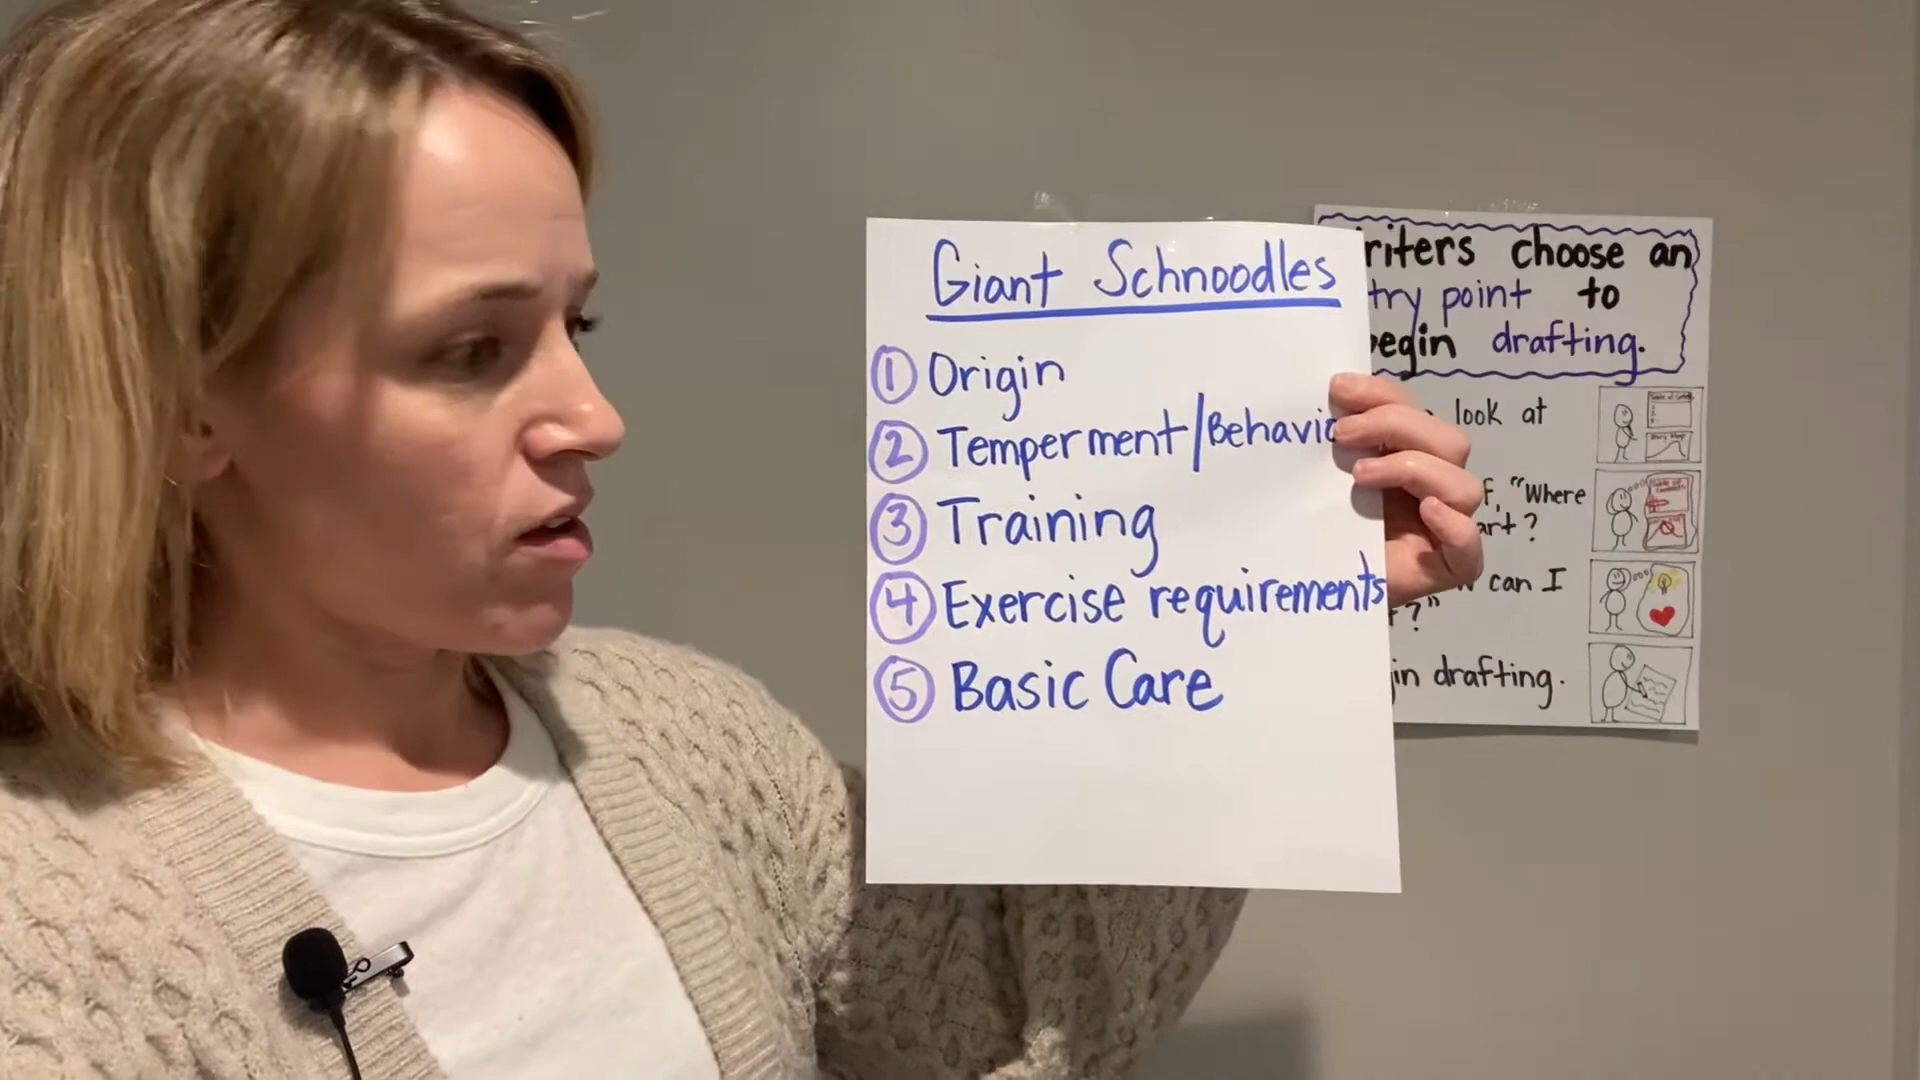 Giant Schnoodles
① Origin
② Temperment/Behavio
③ Training
④ Exercise requirements
⑤ Basic Care
riters choose an
try point to
egin drafting.
look at
"Where
art?
can I
?"
in drafting.